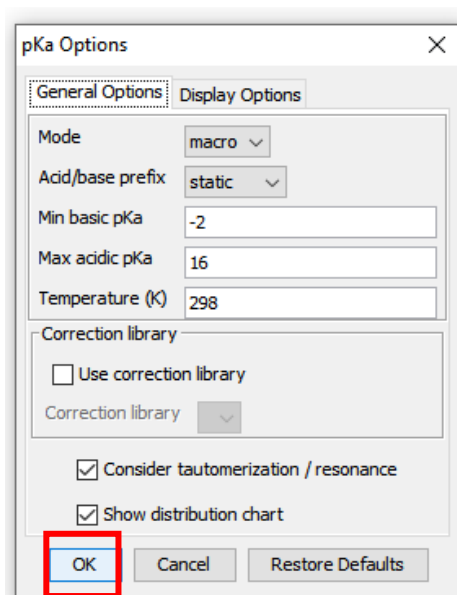 pKa Options
General Options Display Options
Mode macro
Acid/base prefix static
Min basic pKa -2
Max acidic pKa 16
Temperature (K) 298
Correction library
Use correction library
Correction library
Consider tautomerization / resonance
Show distribution chart
OK Cancel Restore Defaults